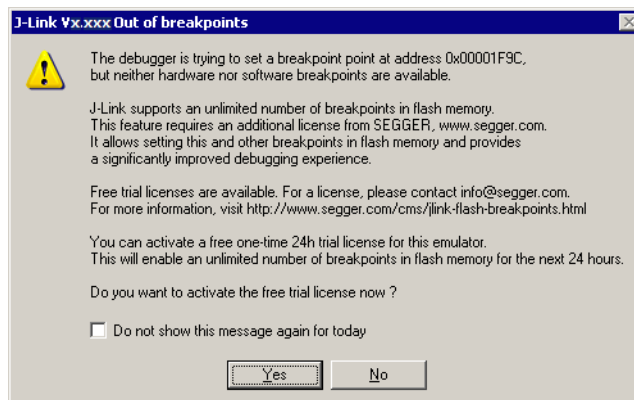 J-Link Vx.xxx Out of breakpoints
The debugger is trying to set a breakpoint point at address 0x00001F9C,
but neither hardware nor software breakpoints are available.
J-Link supports an unlimited number of breakpoints in flash memory.
This feature requires an additional license from SEGGER, www.segger.com.
It allows setting this and other breakpoints in flash memory and provides
a significantly improved debugging experience.
Free trial licenses are available. For a license, please contact info@segger.com.
For more information, visit http://www.segger.com/cms/jlink-flash-breakpoints.html
You can activate a free one-time 24h trial license for this emulator.
This will enable an unlimited number of breakpoints in flash memory for the next 24 hours.
Do you want to activate the free trial license now ?
Do not show this message again for today
Yes No